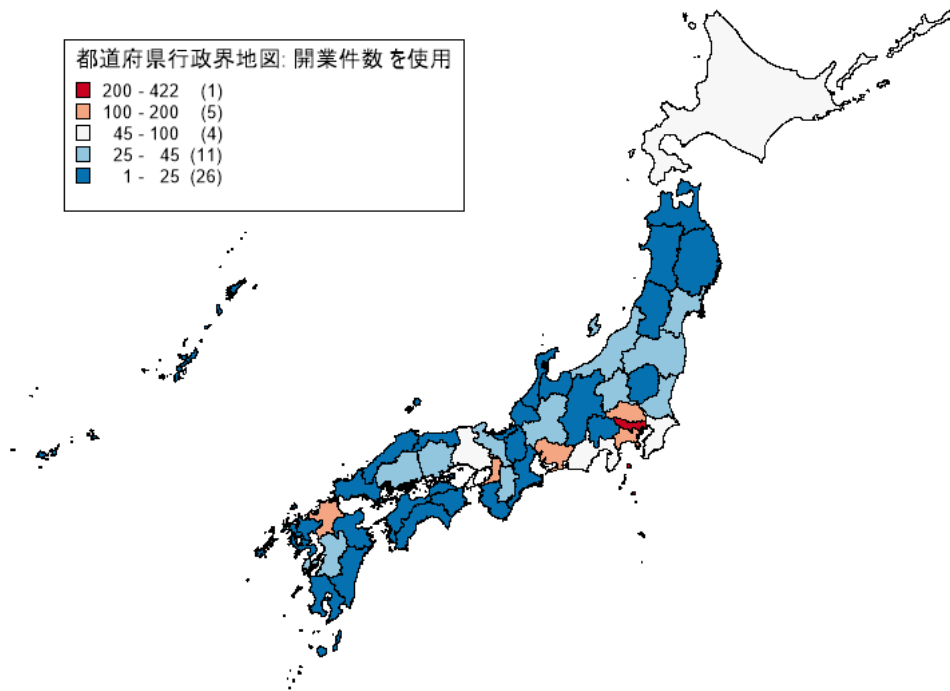 都道府県行政界地図: 開業件数 を使用
200 - 422 (1)
100 - 200 (5)
45 - 100 (4)
25 - 45 (11)
1 - 25 (26)